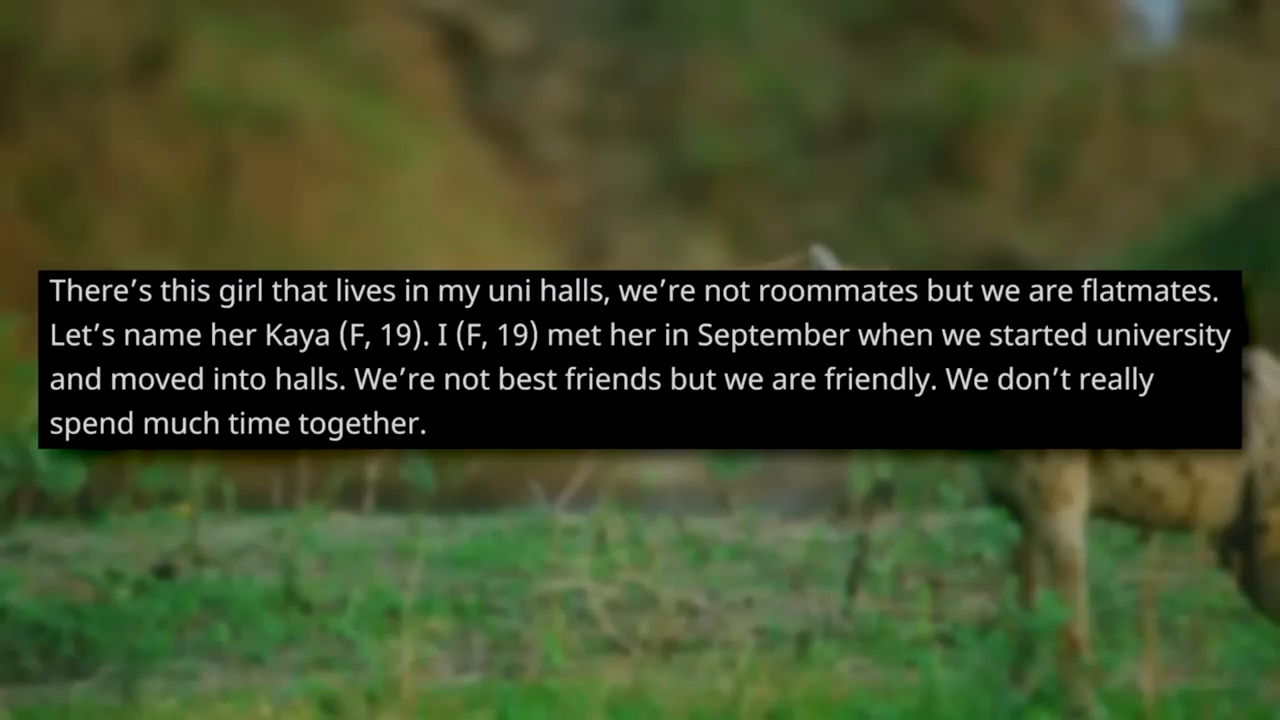 There’s this girl that lives in my uni halls, we’re not roommates but we are flatmates.
Let’s name her Kaya (F, 19). I (F, 19) met her in September when we started university
and moved into halls. We’re not best friends but we are friendly. We don’t really
spend much time together.